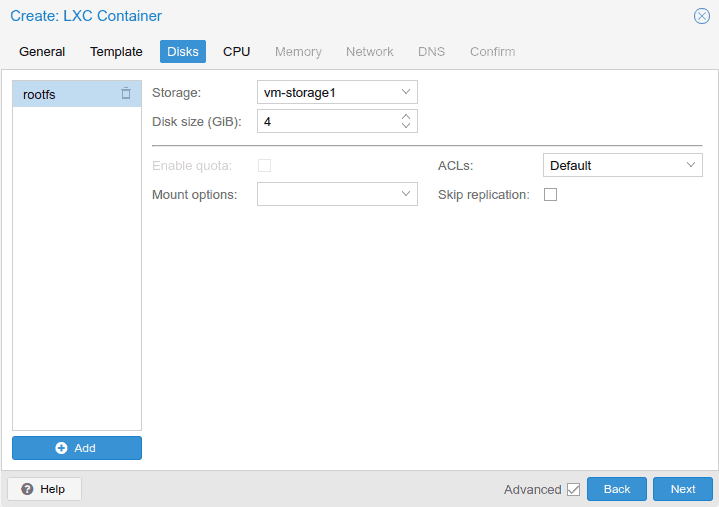 Create: LXC Container
General Template Disks CPU Memory Network DNS Confirm
rootfs
Storage: vm-storage1
Disk size (GiB): 4
Enable quota: ACLs: Default
Mount options: Skip replication:
Add
Help Advanced Back Next